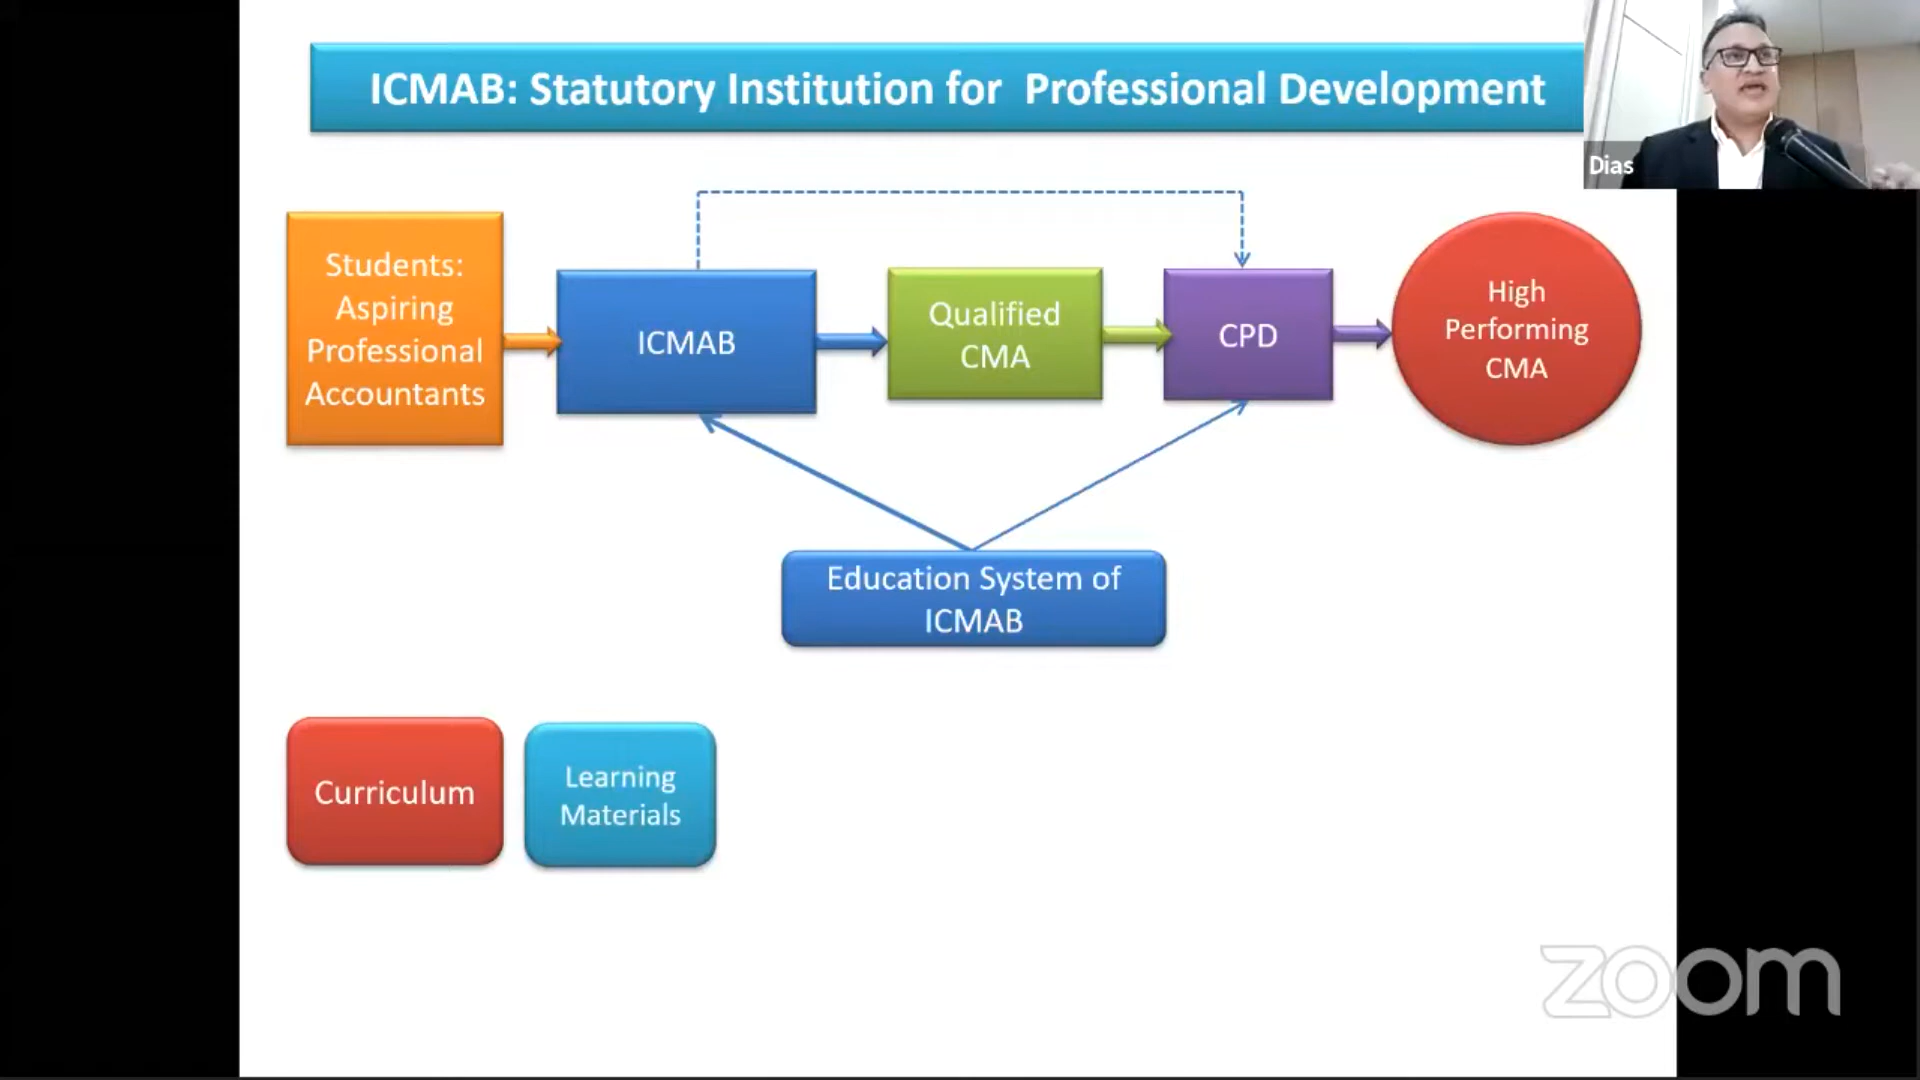 ICMAB: Statutory Institution for Professional Development
Dias
Students:
Aspiring
Professional
Accountants
ICMAB
Qualified
CMA
CPD
High
Performing
CMA
Education System of
ICMAB
Curriculum
Learning
Materials
zoom